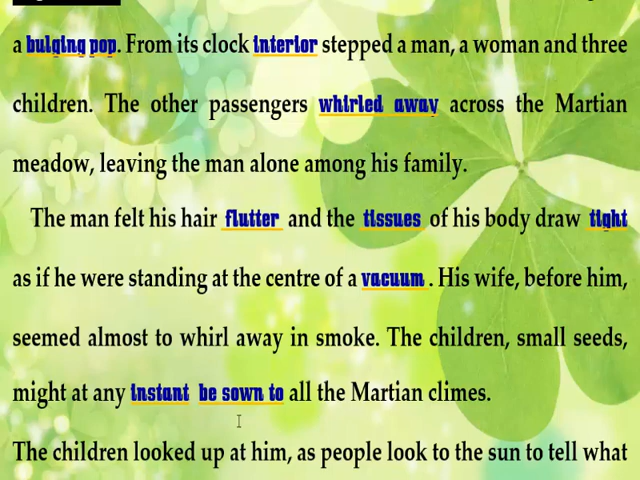 a bulging pop. From its clock interior stepped a man, a woman and three
children. The other passengers whirled away across the Martian
meadow, leaving the man alone among his family.
The man felt his hair flutter and the tissues of his body draw tight
as if he were standing at the centre of a vacuum . His wife, before him,
seemed almost to whirl away in smoke. The children, small seeds,
might at any instant be sown to all the Martian climes.
The children looked up at him, as people look to the sun to tell what